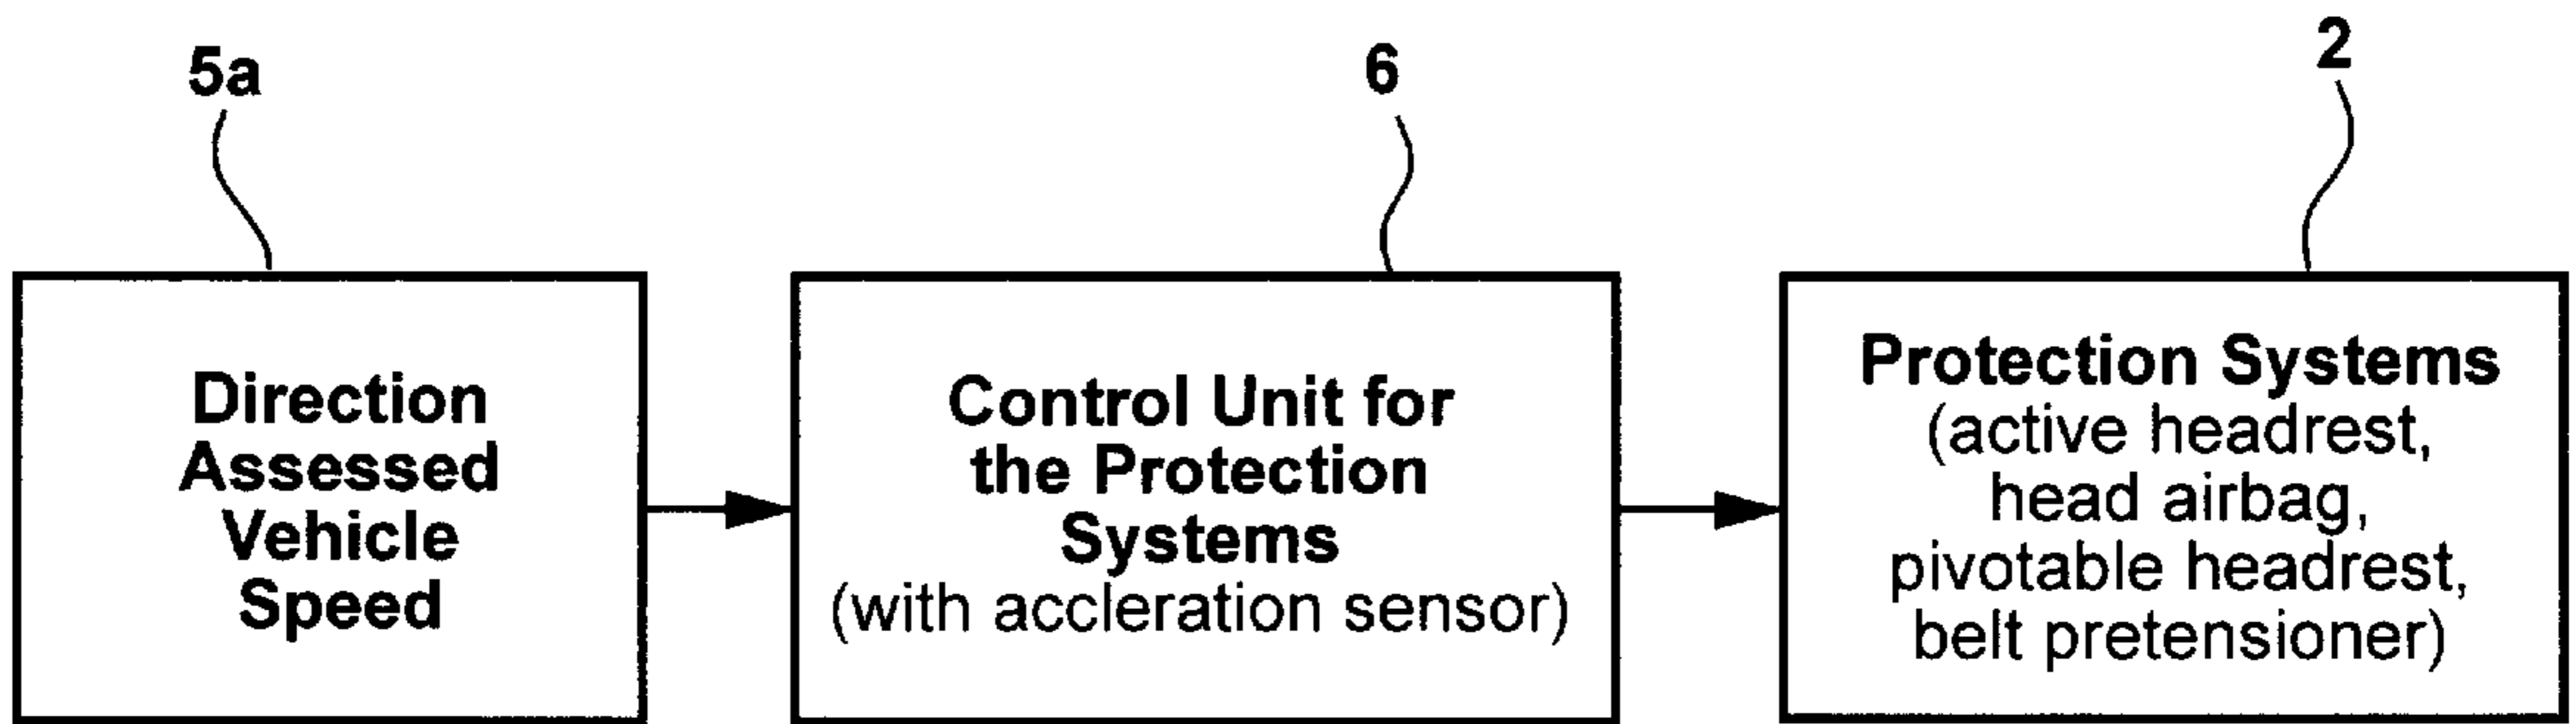 5a
6
2
Direction
Assessed
Vehicle
Speed
Control Unit for
the Protection
Systems
(with accleration sensor)
Protection Systems
(active headrest,
head airbag,
pivotable headrest,
belt pretensioner)